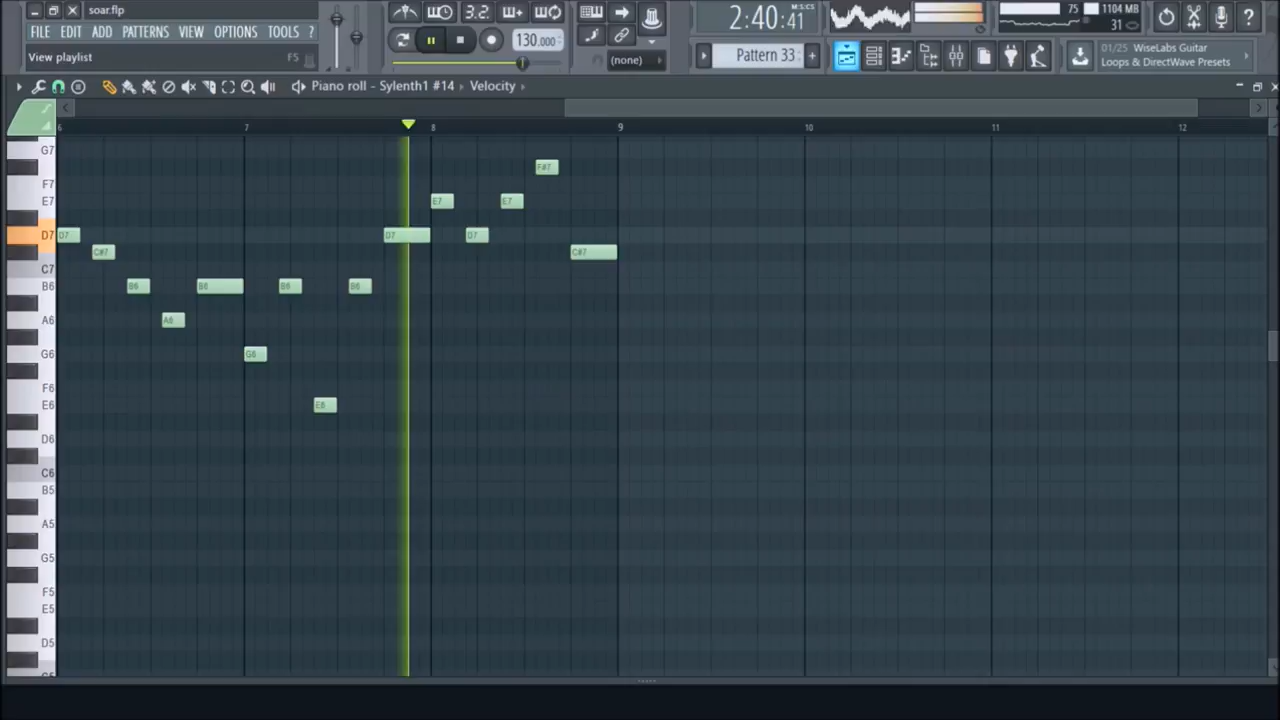 soar.flp
FILE EDIT ADD PATTERNS VIEW OPTIONS TOOLS ?
View playlist F5
3.2
130.000
(none)
2:40:41
M:S:CS
Pattern 33
75
1104 MB
31
01/25 WiseLabs Guitar
Loops & DirectWave Presets
Piano roll - Sylenth1 #14 Velocity
6 7 8 9 10 11 12
G7
F#7
F7
E7 E7 E7
D7 D7 D7 D7
C#7 C#7
C7
B6 B6 B6 B6 B6
A6 A6
G6 G6
F6
E6 E6
D6
C6
B5
A5
G5
F5
E5
D5